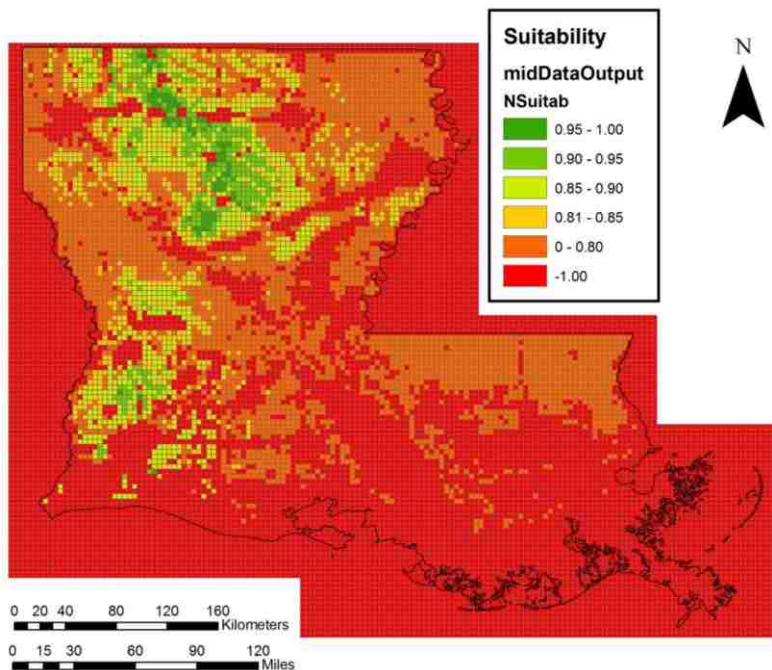 Suitability
midDataOutput
NSuitab
0.95 - 1.00
0.90 - 0.95
0.85 - 0.90
0.81 - 0.85
0 - 0.80
-1.00
N
0 20 40 80 120 160
Kilometers
0 15 30 60 90 120
Miles